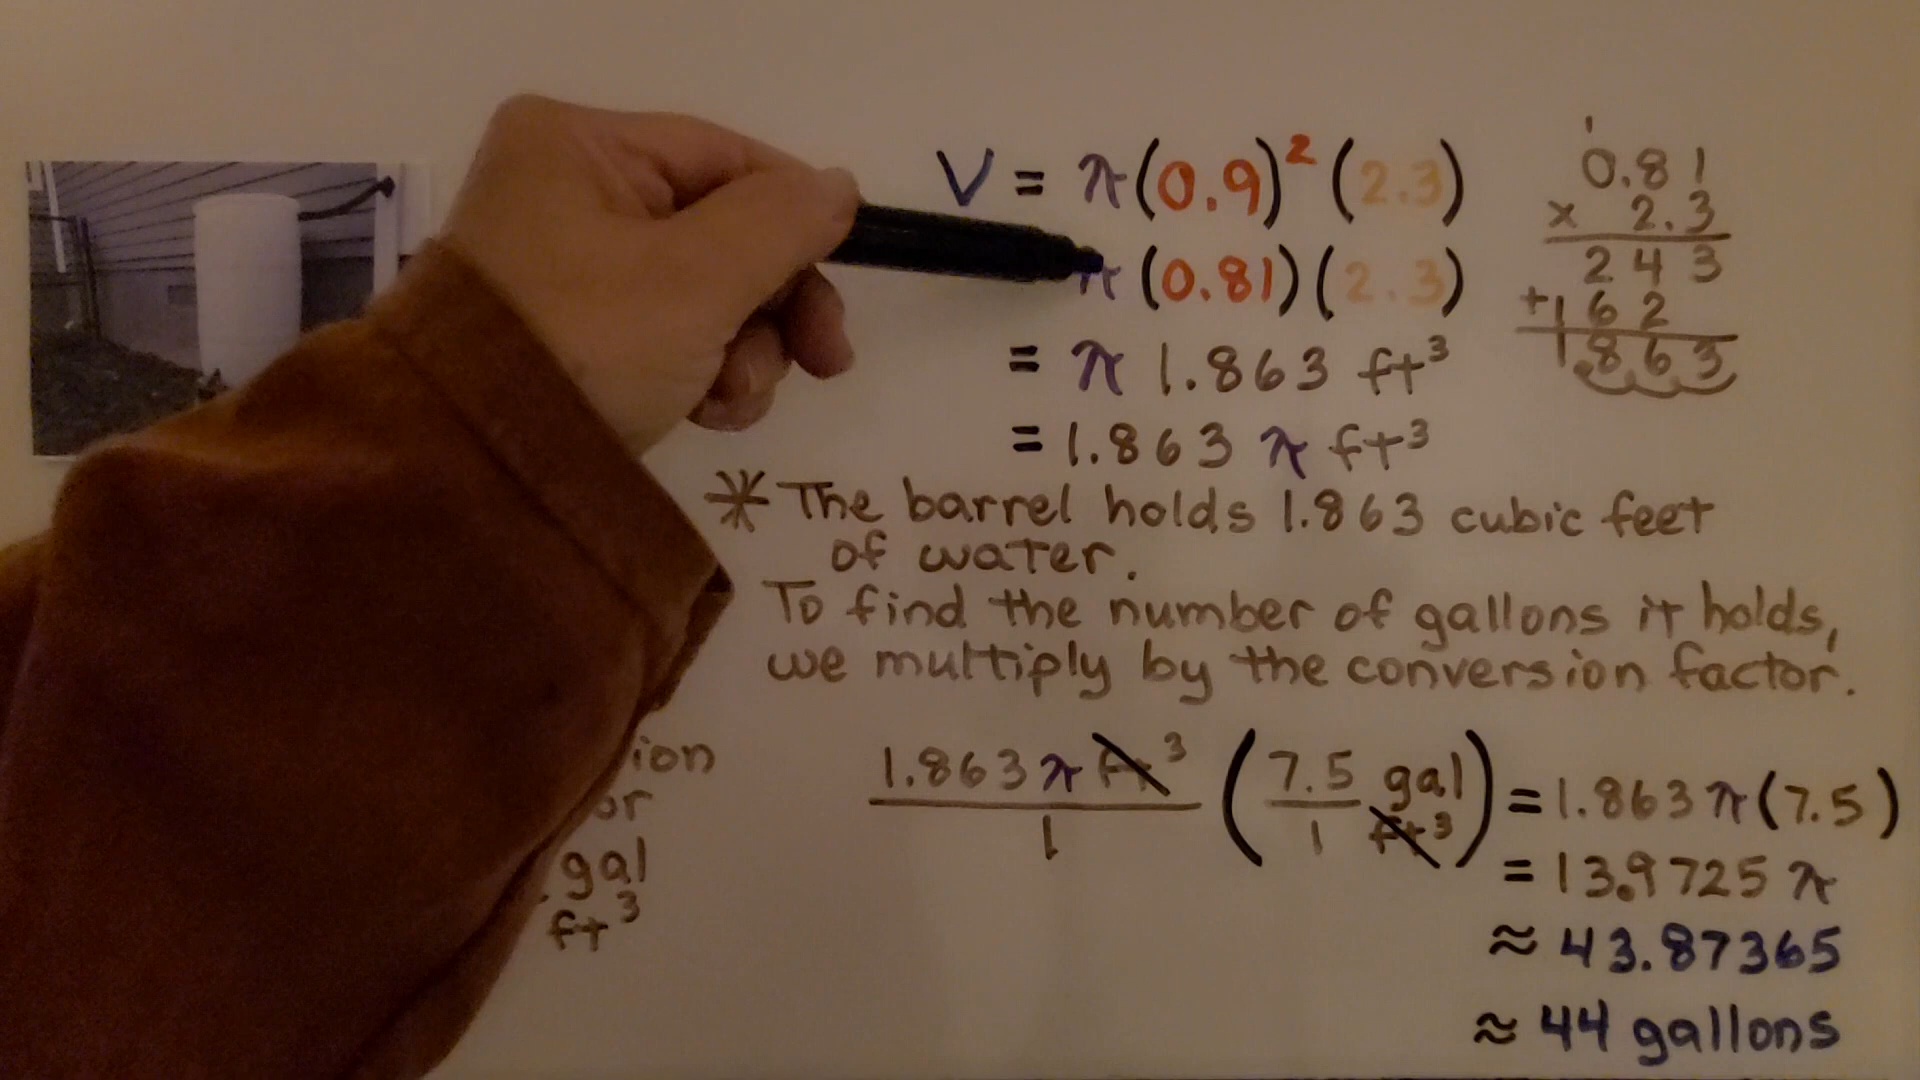 V = π(0.9)²(2.3)
π(0.81)(2.3)
= π 1.863 ft³
= 1.863 π ft³
1
0.81
x 2.3
243
+162
1.863
* The barrel holds 1.863 cubic feet
of water.
To find the number of gallons it holds,
we multiply by the conversion factor.
ion
or
gal
ft³
1.863π ft³/1 (7.5 gal/1 ft³) = 1.863π(7.5)
= 13.9725 π
≈ 43.87365
≈ 44 gallons